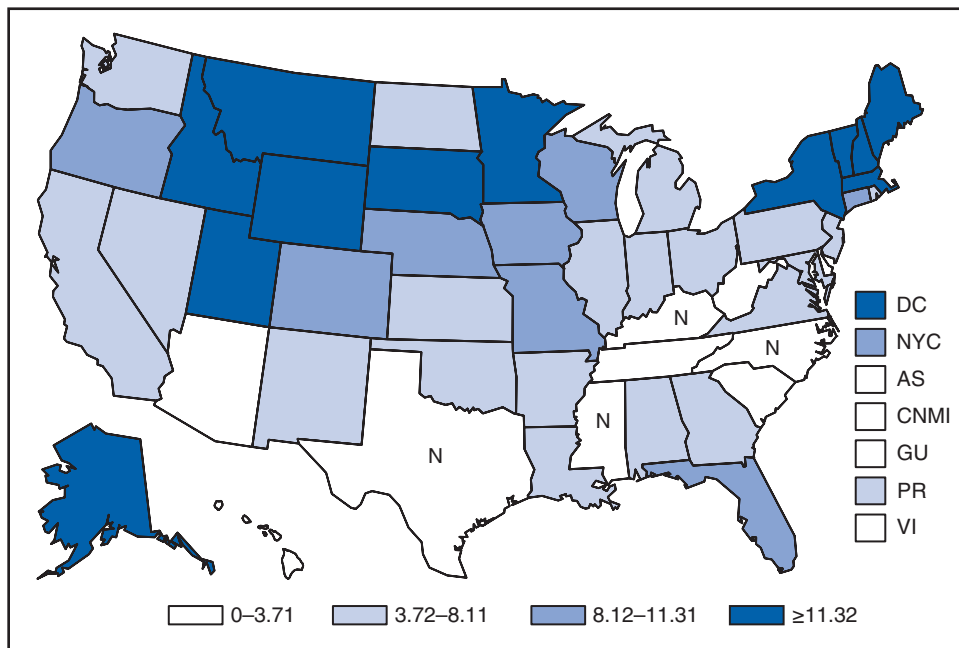 N
N
N
N
DC
NYC
AS
CNMI
GU
PR
VI
0–3.71
3.72–8.11
8.12–11.31
≥11.32